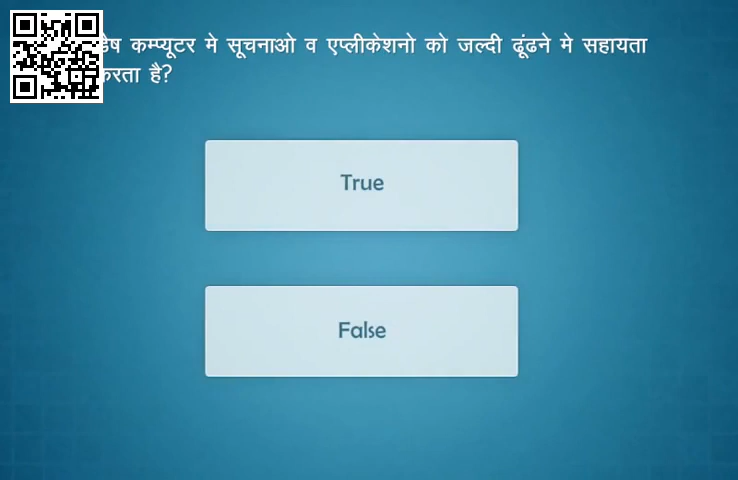 कम्प्यूटर मे सूचनाओ व एप्लीकेशनो को जल्दी ढूंढने मे सहायता
करता है?
True
False